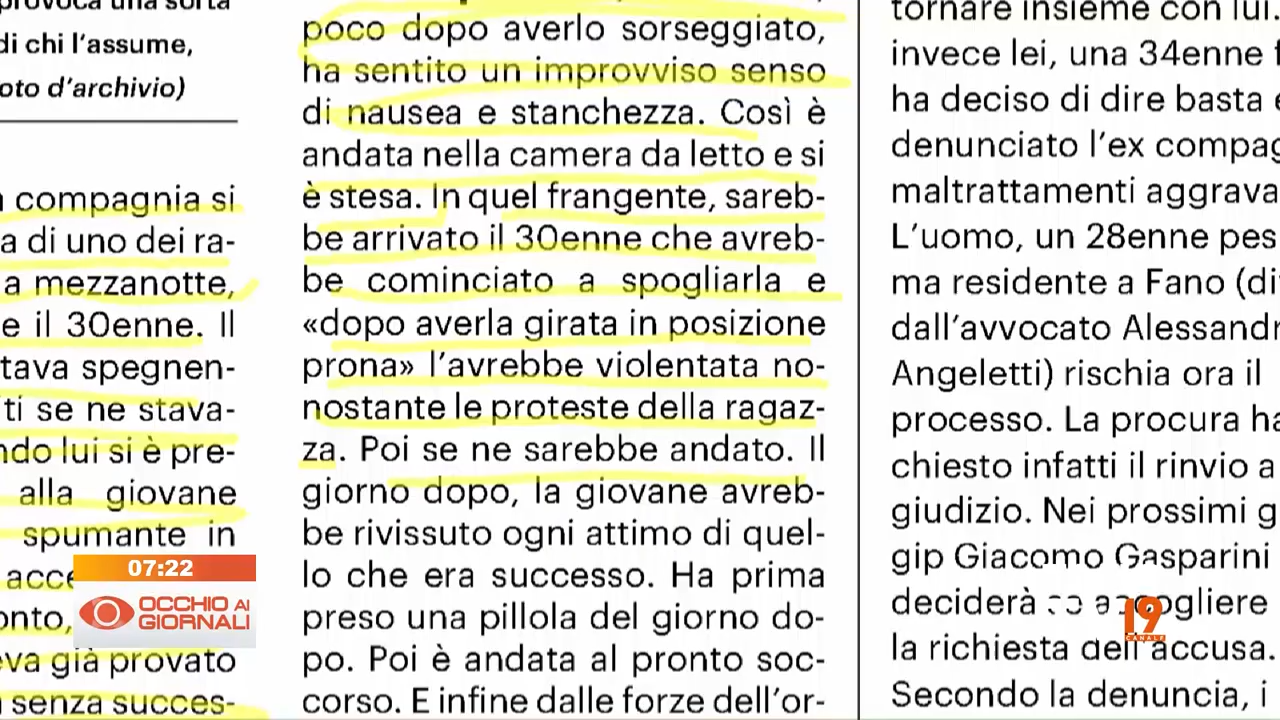 di chi l'assume,
oto d'archivio)
compagnia si
a di uno dei ra-
a mezzanotte,
e il 30enne. Il
tava spegnen-
ti se ne stava-
ndo lui si è pre-
alla giovane
spumante in
acce
onto,
eva già provato
senza succes-
poco dopo averlo sorseggiato,
ha sentito un improvviso senso
di nausea e stanchezza. Così è
andata nella camera da letto e si
è stesa. In quel frangente, sareb-
be arrivato il 30enne che avreb-
be cominciato a spogliarla e
«dopo averla girata in posizione
prona» l'avrebbe violentata no-
nostante le proteste della ragaz-
za. Poi se ne sarebbe andato. Il
giorno dopo, la giovane avreb-
be rivissuto ogni attimo di quel-
lo che era successo. Ha prima
preso una pillola del giorno do-
po. Poi è andata al pronto soc-
corso. E infine dalle forze dell'or-
tornare insieme con lui.
invece lei, una 34enne
ha deciso di dire basta e
denunciato l'ex compag
maltrattamenti aggrava
L'uomo, un 28enne pes
ma residente a Fano (di
dall'avvocato Alessandr
Angeletti) rischia ora il
processo. La procura ha
chiesto infatti il rinvio a
giudizio. Nei prossimi g
gip Giacomo Gasparini
deciderà ogliere
la richiesta dell'accusa.
Secondo la denuncia, i
07:22
OCCHIO AI
GIORNALI
19
CANALE